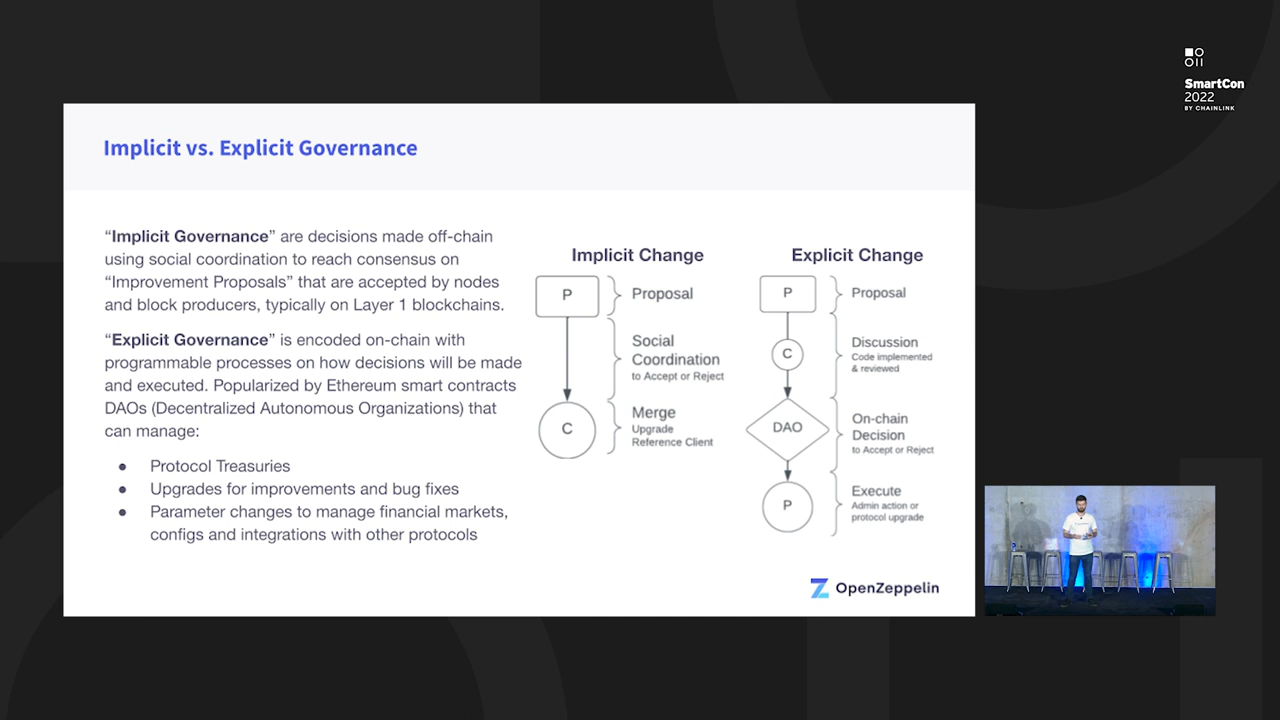 SmartCon
2022
BY CHAINLINK
Implicit vs. Explicit Governance
“Implicit Governance” are decisions made off-chain
using social coordination to reach consensus on
“Improvement Proposals” that are accepted by nodes
and block producers, typically on Layer 1 blockchains.
“Explicit Governance” is encoded on-chain with
programmable processes on how decisions will be made
and executed. Popularized by Ethereum smart contracts
DAOs (Decentralized Autonomous Organizations) that
can manage:
● Protocol Treasuries
● Upgrades for improvements and bug fixes
● Parameter changes to manage financial markets,
configs and integrations with other protocols
Implicit Change
P
Proposal
Social
Coordination
to Accept or Reject
C
Merge
Upgrade
Reference Client
Explicit Change
P
Proposal
C
Discussion
Code implemented
& reviewed
DAO
On-chain
Decision
to Accept or Reject
P
Execute
Admin action or
protocol upgrade
OpenZeppelin